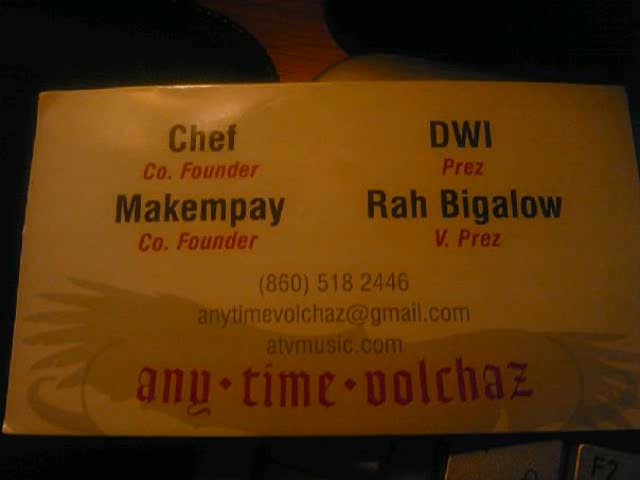 Chef
Co. Founder
DWI
Prez
Makempay
Co. Founder
Rah Bigalow
V. Prez
(860) 518 2446
anytimevolchaz@gmail.com
atvmusic.com
any·time·volchaz
F2